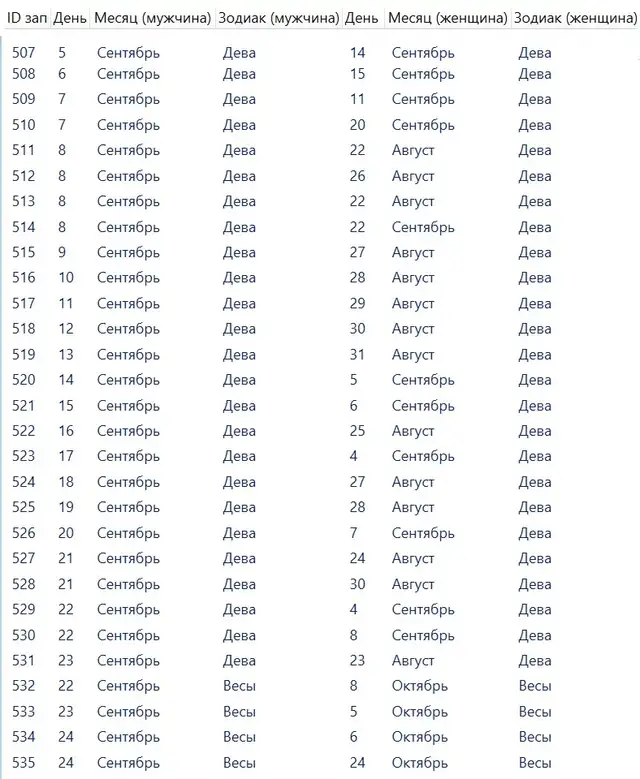 ID зап День Месяц (мужчина) Зодиак (мужчина) День Месяц (женщина) Зодиак (женщина)
507 5 Сентябрь Дева 14 Сентябрь Дева
508 6 Сентябрь Дева 15 Сентябрь Дева
509 7 Сентябрь Дева 11 Сентябрь Дева
510 7 Сентябрь Дева 20 Сентябрь Дева
511 8 Сентябрь Дева 22 Август Дева
512 8 Сентябрь Дева 26 Август Дева
513 8 Сентябрь Дева 22 Август Дева
514 8 Сентябрь Дева 22 Сентябрь Дева
515 9 Сентябрь Дева 27 Август Дева
516 10 Сентябрь Дева 28 Август Дева
517 11 Сентябрь Дева 29 Август Дева
518 12 Сентябрь Дева 30 Август Дева
519 13 Сентябрь Дева 31 Август Дева
520 14 Сентябрь Дева 5 Сентябрь Дева
521 15 Сентябрь Дева 6 Сентябрь Дева
522 16 Сентябрь Дева 25 Август Дева
523 17 Сентябрь Дева 4 Сентябрь Дева
524 18 Сентябрь Дева 27 Август Дева
525 19 Сентябрь Дева 28 Август Дева
526 20 Сентябрь Дева 7 Сентябрь Дева
527 21 Сентябрь Дева 24 Август Дева
528 21 Сентябрь Дева 30 Август Дева
529 22 Сентябрь Дева 4 Сентябрь Дева
530 22 Сентябрь Дева 8 Сентябрь Дева
531 23 Сентябрь Дева 23 Август Дева
532 22 Сентябрь Весы 8 Октябрь Весы
533 23 Сентябрь Весы 5 Октябрь Весы
534 24 Сентябрь Весы 6 Октябрь Весы
535 24 Сентябрь Весы 24 Октябрь Весы